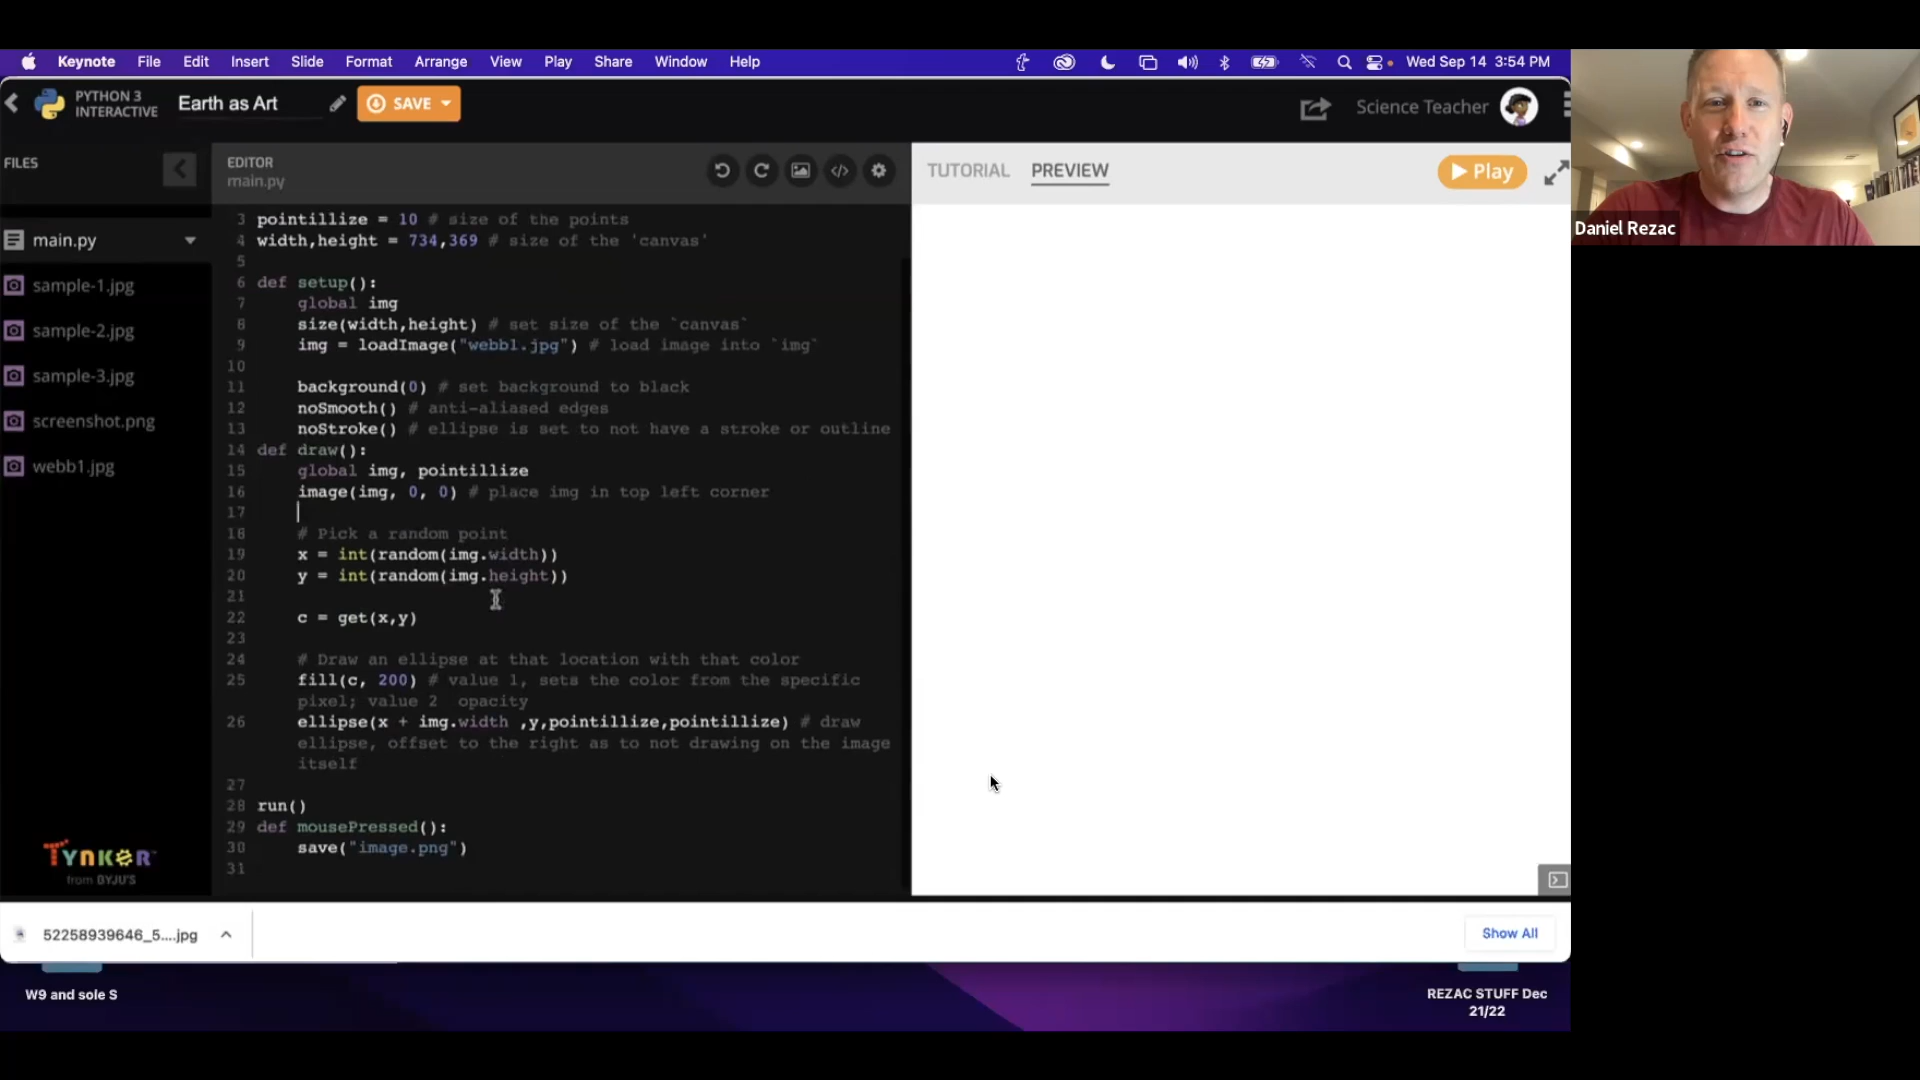 Keynote File Edit Insert Slide Format Arrange View Play Share Window Help Wed Sep 14 3:54 PM
PYTHON 3
INTERACTIVE
Earth as Art
SAVE
Science Teacher
Daniel Rezac
FILES
main.py
sample-1.jpg
sample-2.jpg
sample-3.jpg
screenshot.png
webb1.jpg
TYNKER
from BYJU'S
EDITOR
main.py
3 pointillize = 10 # size of the points
4 width,height = 734,369 # size of the 'canvas'
5
6 def setup():
7 global img
8 size(width,height) # set size of the `canvas`
9 img = loadImage("webb1.jpg") # load image into `img`
10
11 background(0) # set background to black
12 noSmooth() # anti-aliased edges
13 noStroke() # ellipse is set to not have a stroke or outline
14 def draw():
15 global img, pointillize
16 image(img, 0, 0) # place img in top left corner
17
18 # Pick a random point
19 x = int(random(img.width))
20 y = int(random(img.height))
21
22 c = get(x,y)
23
24 # Draw an ellipse at that location with that color
25 fill(c, 200) # value 1, sets the color from the specific
pixel; value 2 opacity
26 ellipse(x + img.width ,y,pointillize,pointillize) # draw
ellipse, offset to the right as to not drawing on the image
itself
27
28 run()
29 def mousePressed():
30 save("image.png")
31
TUTORIAL PREVIEW
Play
52258939646_5....jpg
Show All
W9 and sole S
REZAC STUFF Dec
21/22